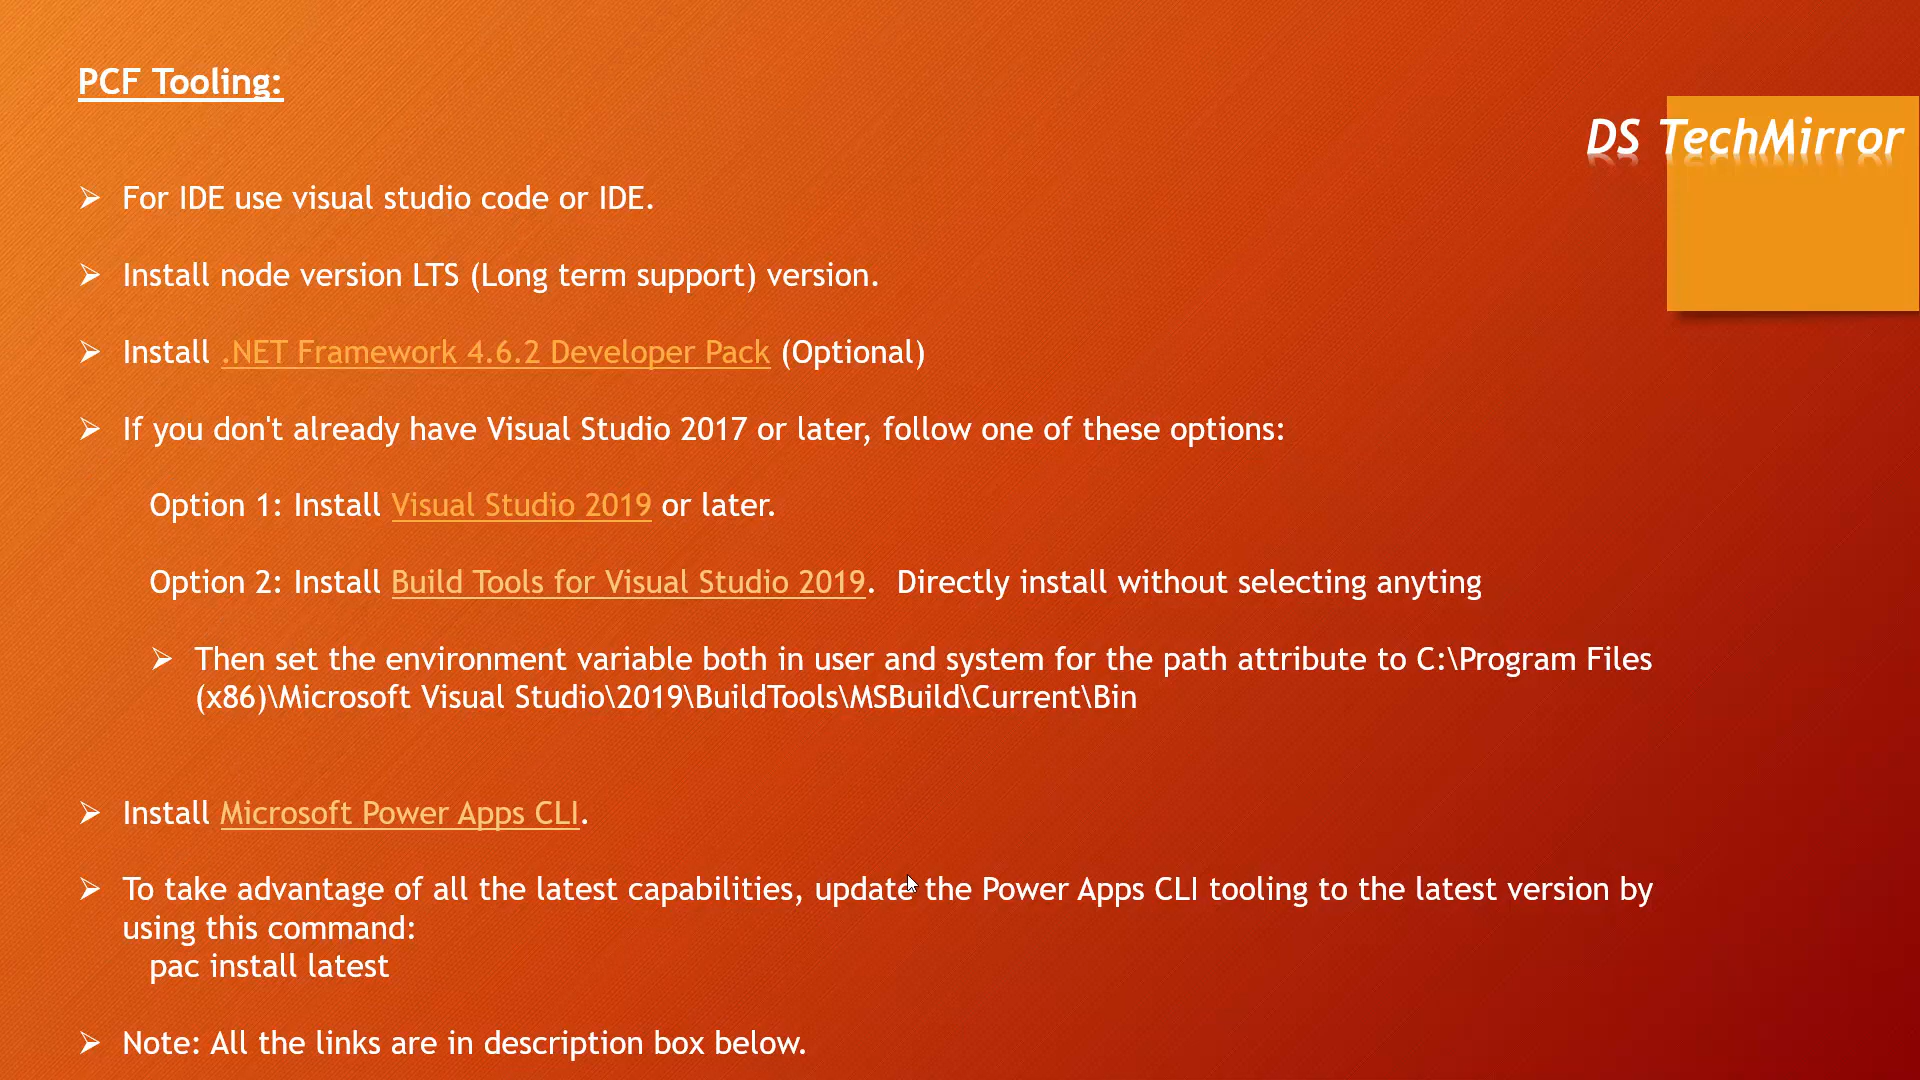 PCF Tooling:
DS TechMirror
➢ For IDE use visual studio code or IDE.
➢ Install node version LTS (Long term support) version.
➢ Install .NET Framework 4.6.2 Developer Pack (Optional)
➢ If you don't already have Visual Studio 2017 or later, follow one of these options:
Option 1: Install Visual Studio 2019 or later.
Option 2: Install Build Tools for Visual Studio 2019.  Directly install without selecting anyting
➢ Then set the environment variable both in user and system for the path attribute to C:\Program Files
(x86)\Microsoft Visual Studio\2019\BuildTools\MSBuild\Current\Bin
➢ Install Microsoft Power Apps CLI.
➢ To take advantage of all the latest capabilities, update the Power Apps CLI tooling to the latest version by
using this command:
pac install latest
➢ Note: All the links are in description box below.